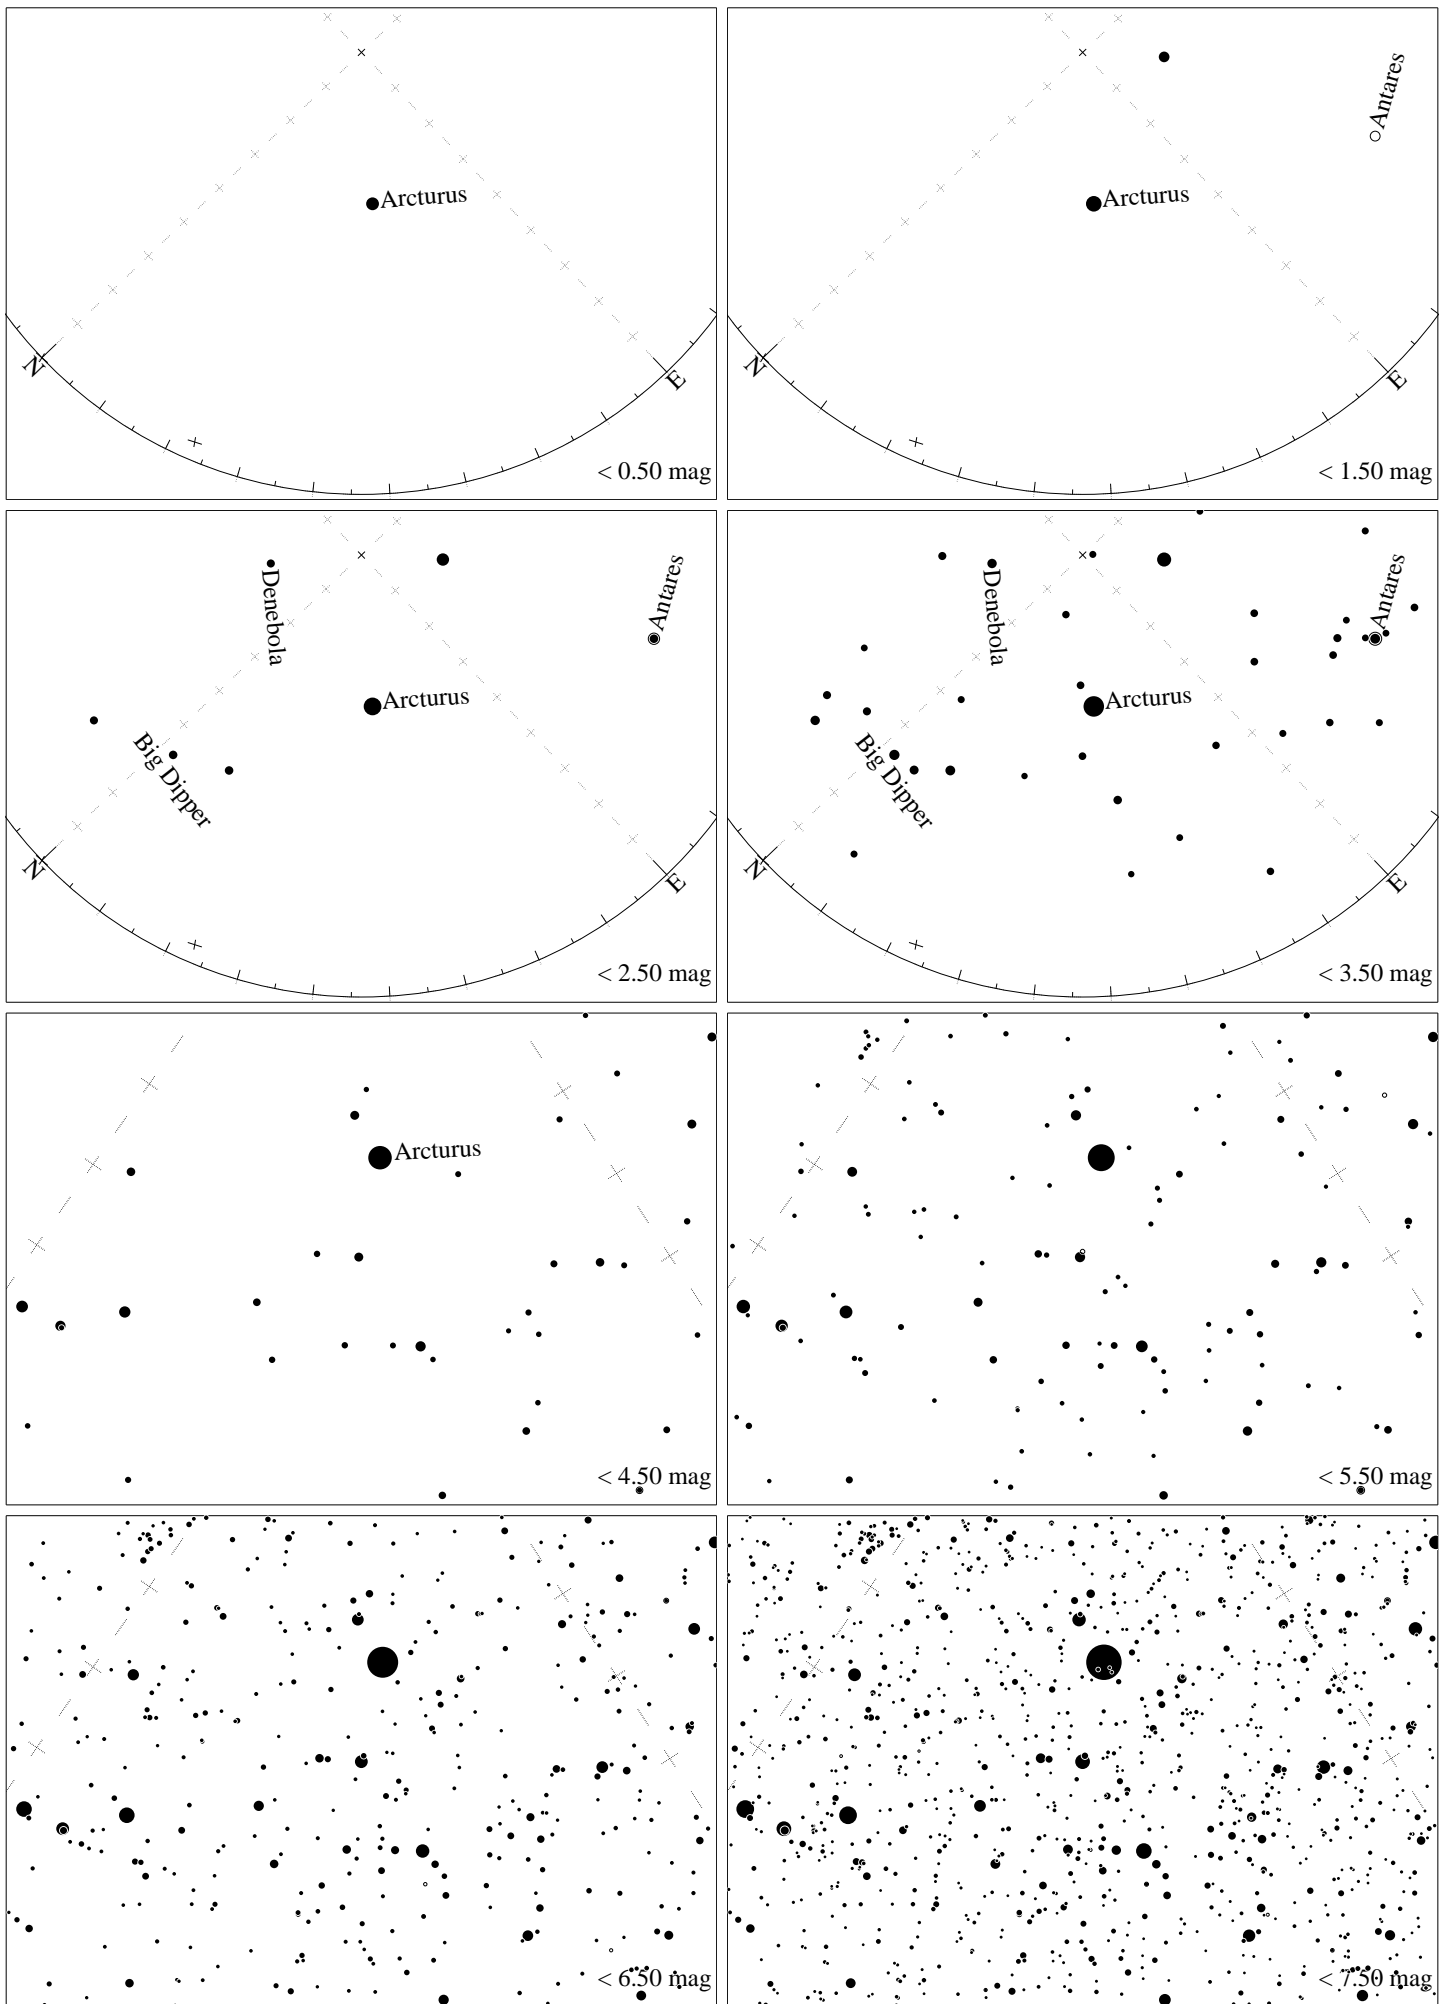 Arcturus
N
E
< 0.50 mag
Antares
Arcturus
N
E
< 1.50 mag
Denebola
Antares
Arcturus
Big Dipper
N
E
< 2.50 mag
Denebola
Antares
Arcturus
Big Dipper
N
E
< 3.50 mag
Arcturus
< 4.50 mag
< 5.50 mag
< 6.50 mag
< 7.50 mag